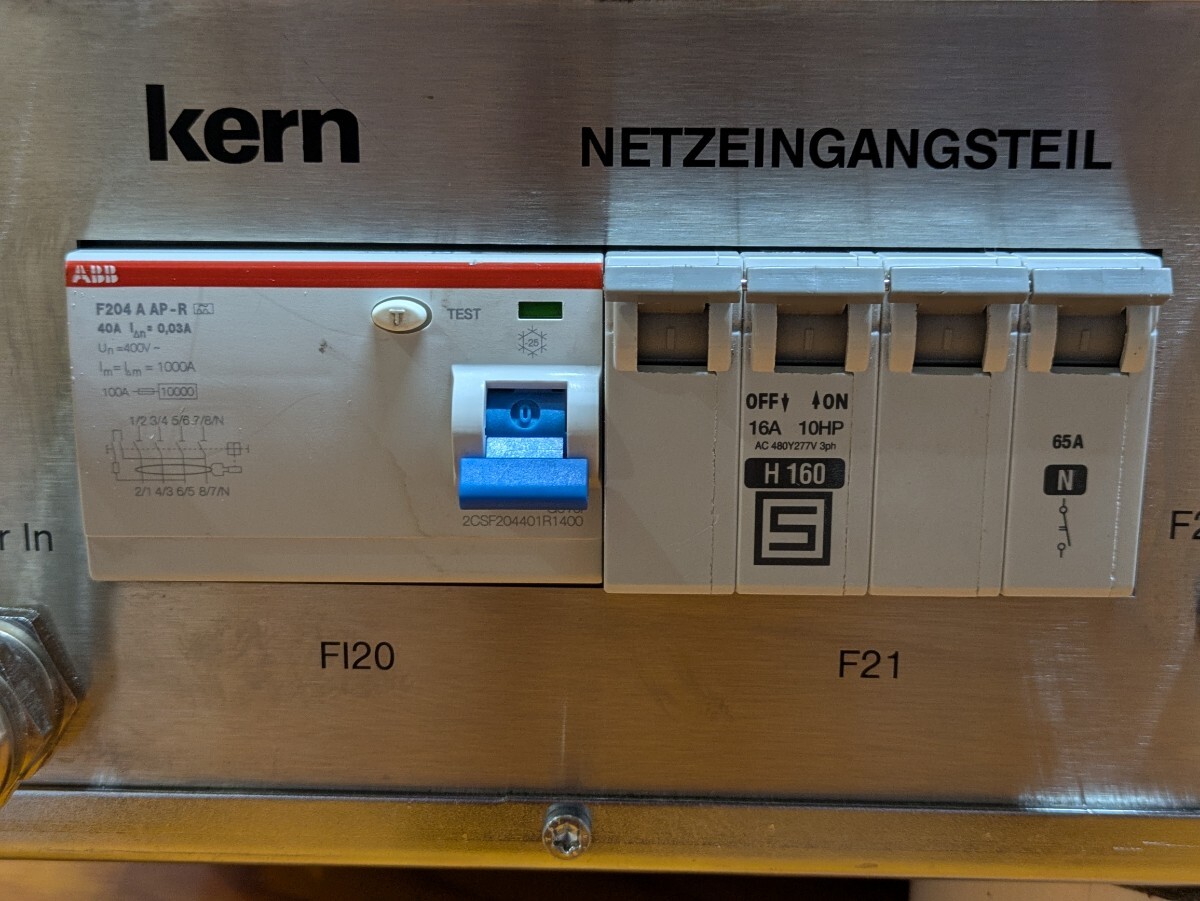 kern
NETZEINGANGSTEIL
ABB
F204 A AP-R
40A IΔn= 0,03A
Un=400V~
Im= IΔm = 1000A
100A 10000
1/2 3/4 5/6 7/8/N
2/1 4/3 6/5 8/7/N
T
TEST
-25
2CSF204401R1400
I
I
I
I
OFF ON
16A 10HP
AC 480Y277V 3ph
H 160
S
65A
N
r In
FI20
F21
F2